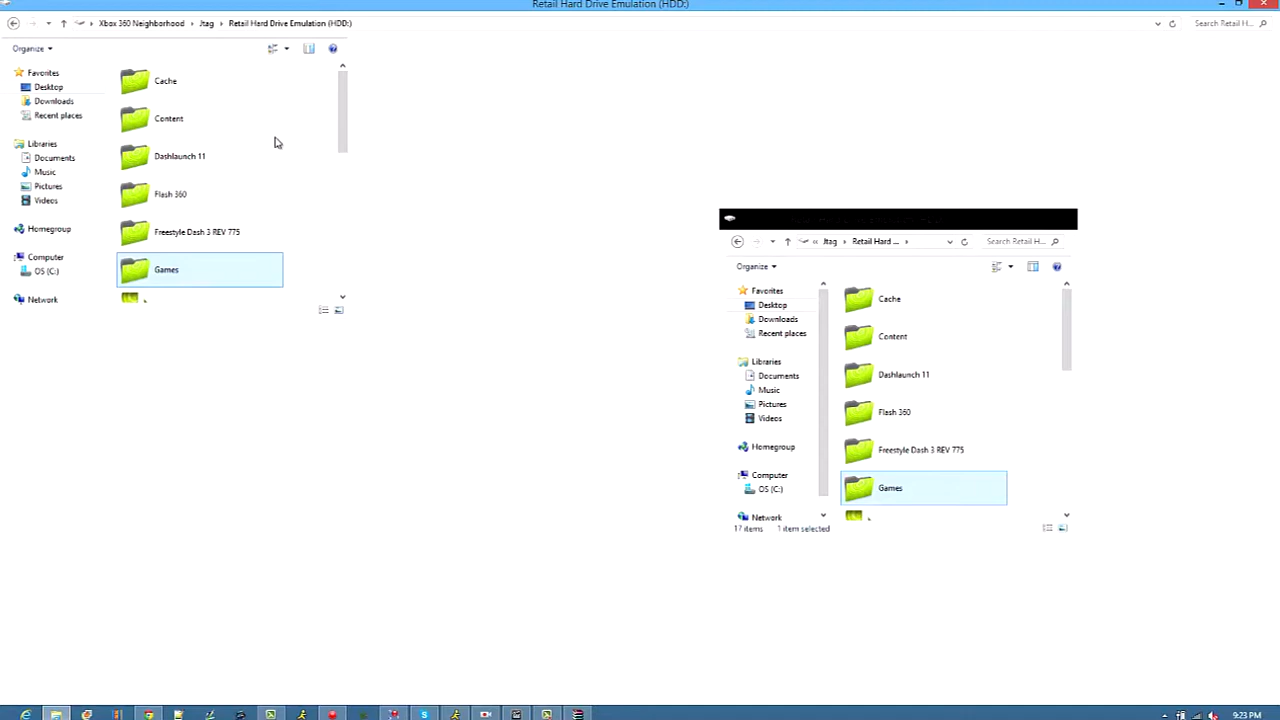 Retail Hard Drive Emulation (HDD:)
Xbox 360 Neighborhood Jtag Retail Hard Drive Emulation (HDD:)
Search Retail H...
Organize
Favorites
Desktop
Downloads
Recent places
Libraries
Documents
Music
Pictures
Videos
Homegroup
Computer
OS (C:)
Network
Cache
Content
Dashlaunch 11
Flash 360
Freestyle Dash 3 REV 775
Games
Jtag Retail Hard ...
Search Retail H...
Organize
Favorites
Desktop
Downloads
Recent places
Libraries
Documents
Music
Pictures
Videos
Homegroup
Computer
OS (C:)
Network
Cache
Content
Dashlaunch 11
Flash 360
Freestyle Dash 3 REV 775
Games
17 items 1 item selected
9:23 PM